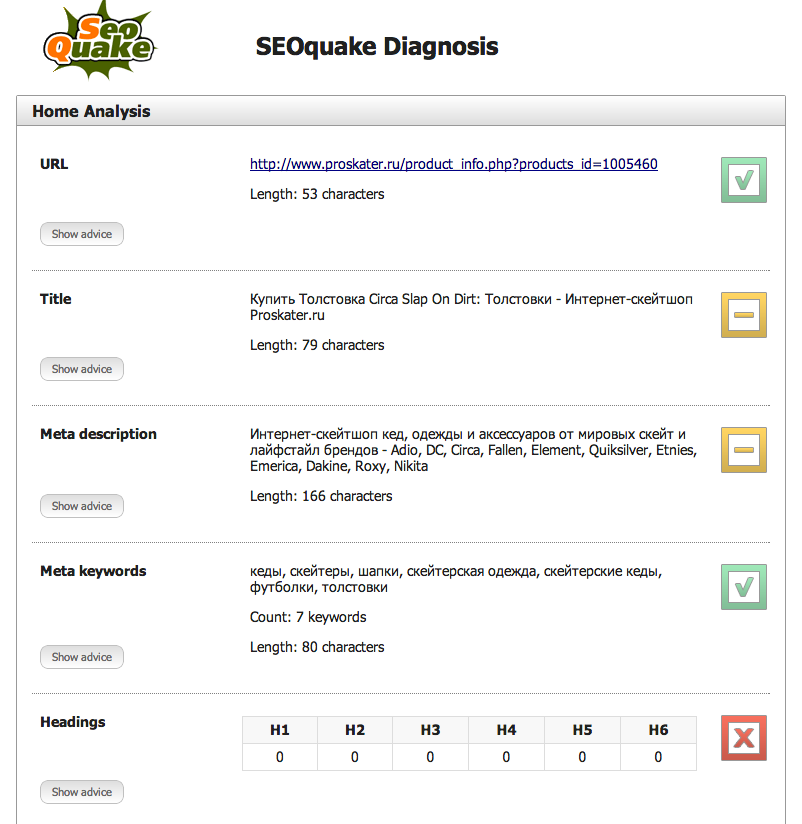 Seo
Quake
SEOquake Diagnosis
Home Analysis
URL
http://www.proskater.ru/product_info.php?products_id=1005460
Length: 53 characters
Show advice
Title
Купить Толстовка Circa Slap On Dirt: Толстовки - Интернет-скейтшоп
Proskater.ru
Length: 79 characters
Show advice
Meta description
Интернет-скейтшоп кед, одежды и аксессуаров от мировых скейт и
лайфстайл брендов - Adio, DC, Circa, Fallen, Element, Quiksilver, Etnies,
Emerica, Dakine, Roxy, Nikita
Length: 166 characters
Show advice
Meta keywords
кеды, скейтеры, шапки, скейтерская одежда, скейтерские кеды,
футболки, толстовки
Count: 7 keywords
Length: 80 characters
Show advice
Headings
H1 H2 H3 H4 H5 H6
0 0 0 0 0 0
Show advice